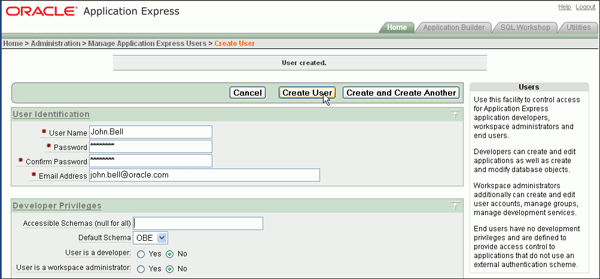 ORACLE Application Express
Help Logout
Home Application Builder SQL Workshop Utilities
Home > Administration > Manage Application Express Users > Create User
User created.
Cancel Create User Create and Create Another
User Identification
User Name John.Bell
Password ********
Confirm Password ********
Email Address john.bell@oracle.com
Developer Privileges
Accessible Schemas (null for all)
Default Schema OBE
User is a developer: Yes No
User is a workspace administrator: Yes No
Users
Use this facility to control access
for Application Express
application developers,
workspace administrators and
end users.
Developers can create and edit
applications as well as create
and modify database objects.
Workspace administrators
additionally can create and edit
user accounts, manage groups,
manage development services.
End users have no development
privileges and are defined to
provide access control to
applications that do not use an
external authentication scheme.